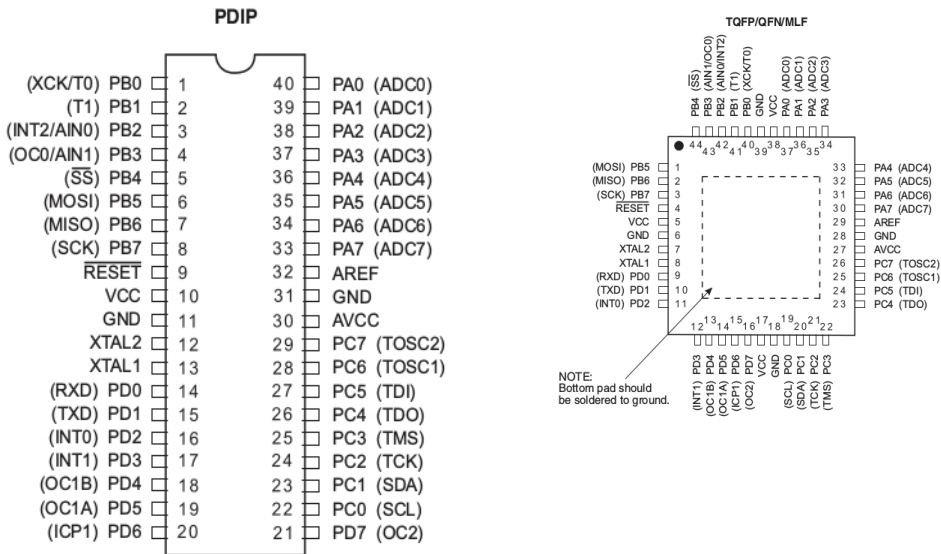 PDIP
(XCK/T0) PB0 1 40 PA0 (ADC0)
(T1) PB1 2 39 PA1 (ADC1)
(INT2/AIN0) PB2 3 38 PA2 (ADC2)
(OC0/AIN1) PB3 4 37 PA3 (ADC3)
(SS) PB4 5 36 PA4 (ADC4)
(MOSI) PB5 6 35 PA5 (ADC5)
(MISO) PB6 7 34 PA6 (ADC6)
(SCK) PB7 8 33 PA7 (ADC7)
RESET 9 32 AREF
VCC 10 31 GND
GND 11 30 AVCC
XTAL2 12 29 PC7 (TOSC2)
XTAL1 13 28 PC6 (TOSC1)
(RXD) PD0 14 27 PC5 (TDI)
(TXD) PD1 15 26 PC4 (TDO)
(INT0) PD2 16 25 PC3 (TMS)
(INT1) PD3 17 24 PC2 (TCK)
(OC1B) PD4 18 23 PC1 (SDA)
(OC1A) PD5 19 22 PC0 (SCL)
(ICP1) PD6 20 21 PD7 (OC2)
TQFP/QFN/MLF
PB4 (SS)
PB3 (AIN1/OC0)
PB2 (AIN0/INT2)
PB1 (T1)
PB0 (XCK/T0)
GND
VCC
PA0 (ADC0)
PA1 (ADC1)
PA2 (ADC2)
PA3 (ADC3)
44 43 42 41 40 39 38 37 36 35 34
(MOSI) PB5 1 33 PA4 (ADC4)
(MISO) PB6 2 32 PA5 (ADC5)
(SCK) PB7 3 31 PA6 (ADC6)
RESET 4 30 PA7 (ADC7)
VCC 5 29 AREF
GND 6 28 GND
XTAL2 7 27 AVCC
XTAL1 8 26 PC7 (TOSC2)
(RXD) PD0 9 25 PC6 (TOSC1)
(TXD) PD1 10 24 PC5 (TDI)
(INT0) PD2 11 23 PC4 (TDO)
12 13 14 15 16 17 18 19 20 21 22
(INT1) PD3
(OC1B) PD4
(OC1A) PD5
(ICP1) PD6
(OC2) PD7
VCC
GND
(SCL) PC0
(SDA) PC1
(TCK) PC2
(TMS) PC3
NOTE:
Bottom pad should
be soldered to ground.